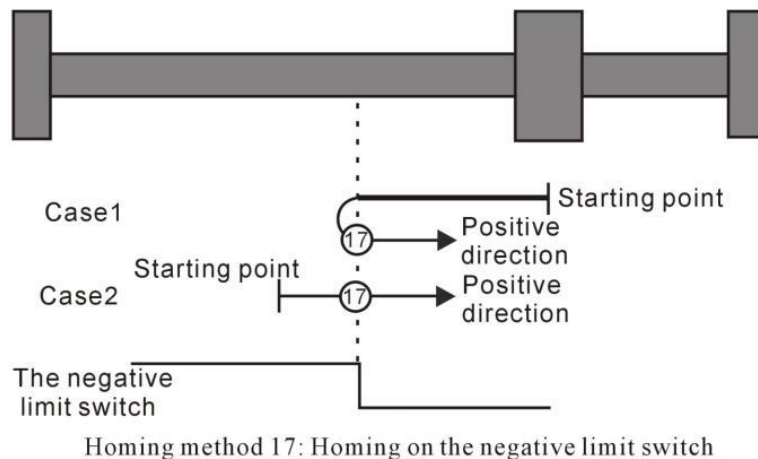 Case1
Starting point
17
Positive
direction
Starting point
Case2
17
Positive
direction
The negative
limit switch
Homing method 17: Homing on the negative limit switch